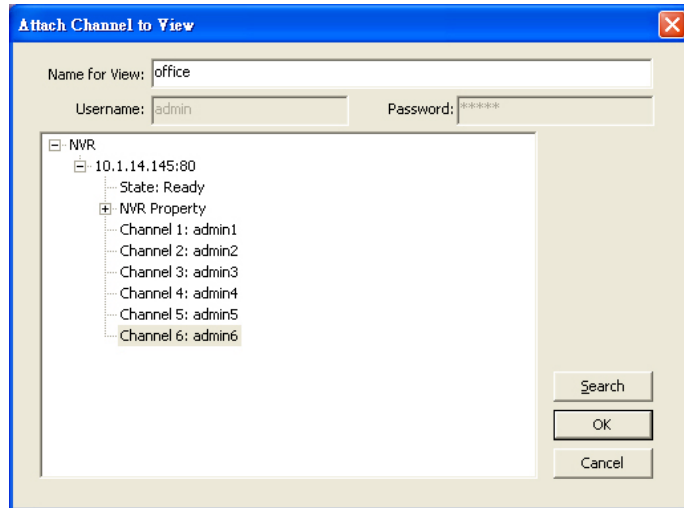 Attach Channel to View
Name for View: office
Username: admin Password: *****
NVR
10.1.14.145:80
State: Ready
NVR Property
Channel 1: admin1
Channel 2: admin2
Channel 3: admin3
Channel 4: admin4
Channel 5: admin5
Channel 6: admin6
Search
OK
Cancel